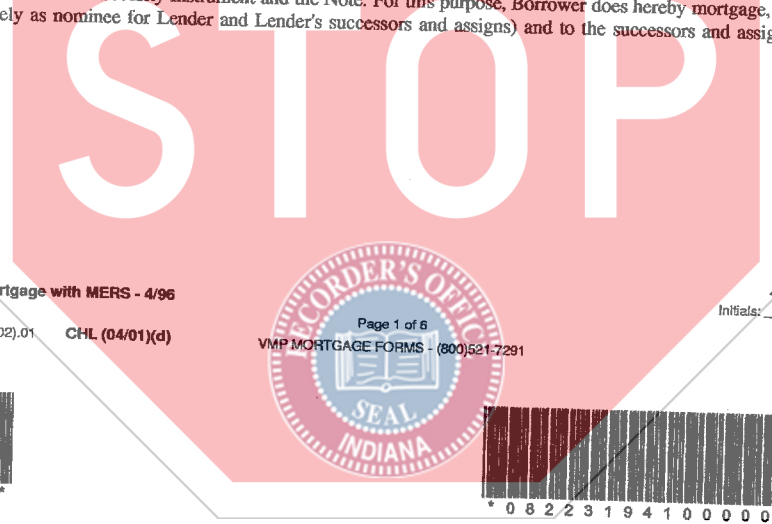 Instrument and the Note. For this purpose, Borrower does hereby mortgage,
ely as nominee for Lender and Lender's successors and assigns) and to the successors and assig
STOP
rtgage with MERS - 4/96
Initials:
02).01 CHL (04/01)(d)
Page 1 of 6
VMP MORTGAGE FORMS - (800)521-7291
RECORDER'S OFFICE
SEAL
INDIANA
* 0 8 2 2 3 1 9 4 1 0 0 0 0 0
*